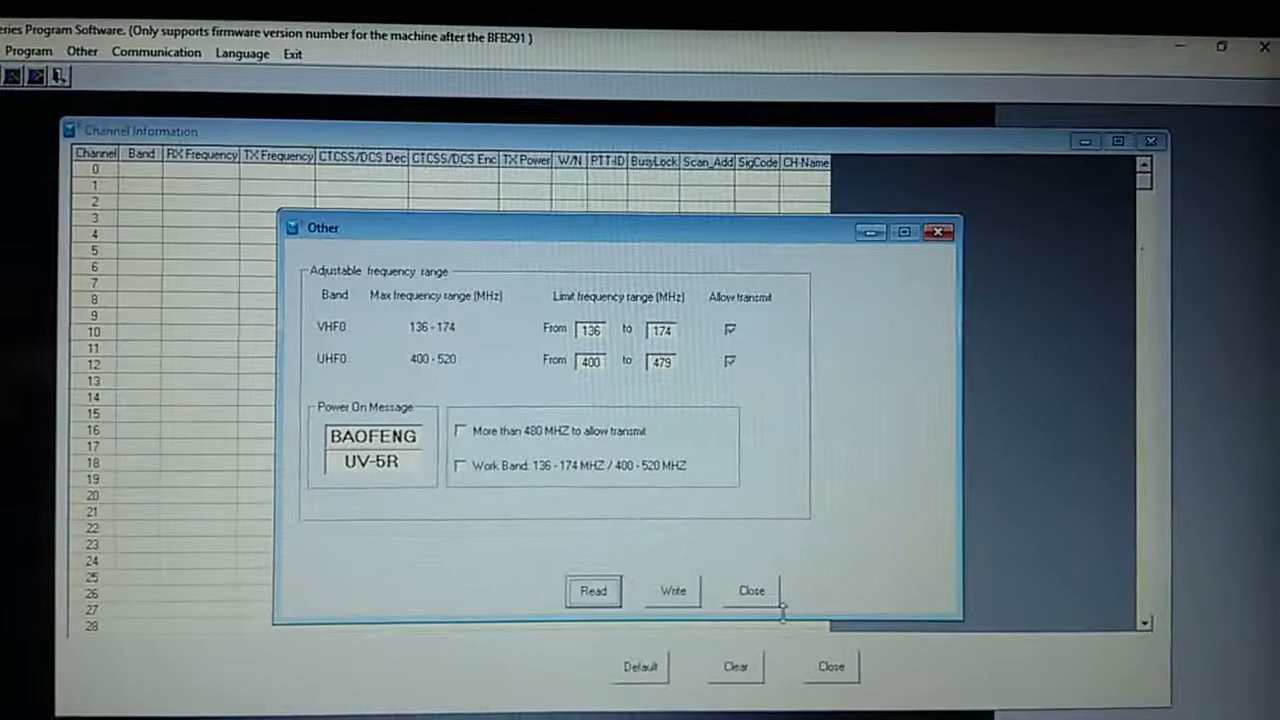 eries Program Software. (Only supports firmware version number for the machine after the BFB291 )
Program Other Communication Language Exit
Channel Information
Channel Band RX Frequency TX Frequency CTCSS/DCS Dec CTCSS/DCS Enc TX Power W/N PTT-ID BusyLock Scan_Add SigCode CH-Name
0
1
2
3
4
5
6
7
8
9
10
11
12
13
14
15
16
17
18
19
20
21
22
23
24
25
26
27
28
Other
Adjustable frequency range
Band Max frequency range (MHz) Limit frequency range (MHz) Allow transmit
VHF0 136 - 174 From 136 to 174
UHF0 400 - 520 From 400 to 479
Power On Message
BAOFENG
UV-5R
More than 480 MHZ to allow transmit
Work Band: 136 - 174 MHZ / 400 - 520 MHZ
Read Write Close
Default Clear Close